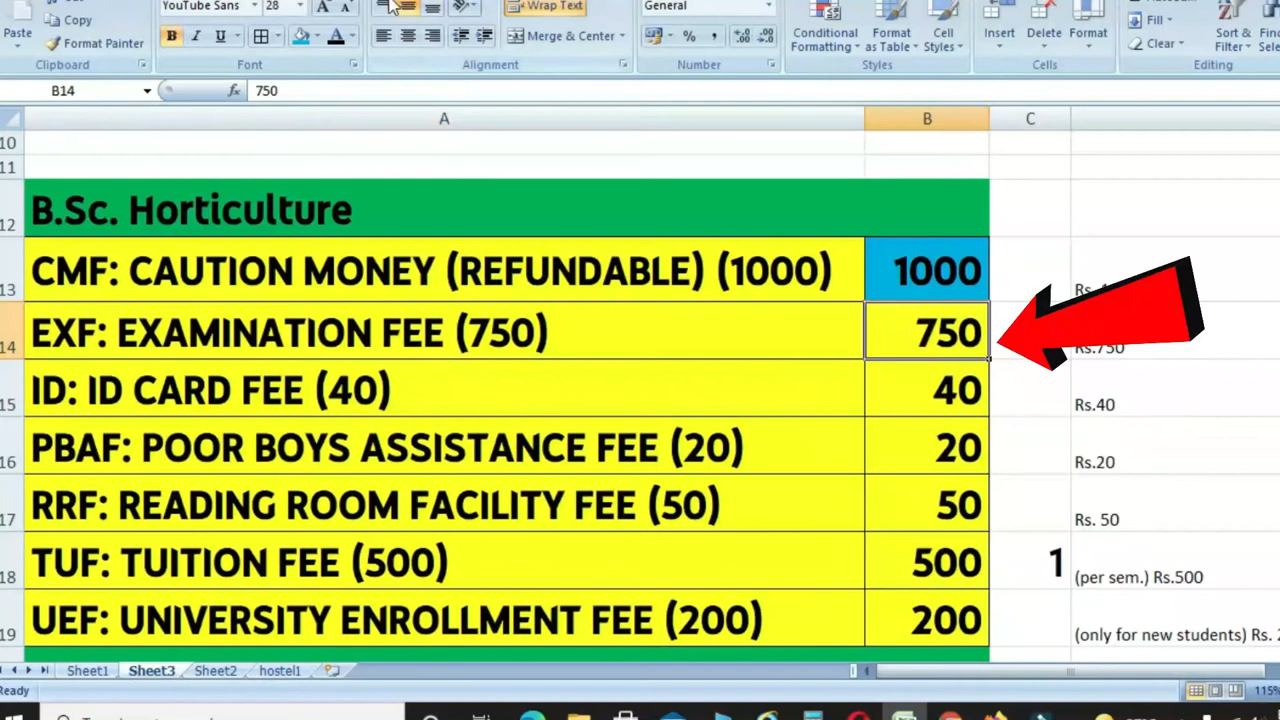 YouTube Sans 28 Wrap Text General
Copy
Paste Format Painter
B I U Merge & Center % ,
Conditional Formatting Format as Table Cell Styles
Insert Delete Format
Fill
Clear
Sort & Filter
Clipboard Font Alignment Number Styles Cells Editing
B14 fx 750
A B C
10
11
12 B.Sc. Horticulture
13 CMF: CAUTION MONEY (REFUNDABLE) (1000) 1000
14 EXF: EXAMINATION FEE (750) 750 Rs.750
15 ID: ID CARD FEE (40) 40 Rs.40
16 PBAF: POOR BOYS ASSISTANCE FEE (20) 20 Rs.20
17 RRF: READING ROOM FACILITY FEE (50) 50 Rs. 50
18 TUF: TUITION FEE (500) 500 1 (per sem.) Rs.500
19 UEF: UNIVERSITY ENROLLMENT FEE (200) 200 (only for new students) Rs.
Sheet1 Sheet3 Sheet2 hostel1
Ready 115%